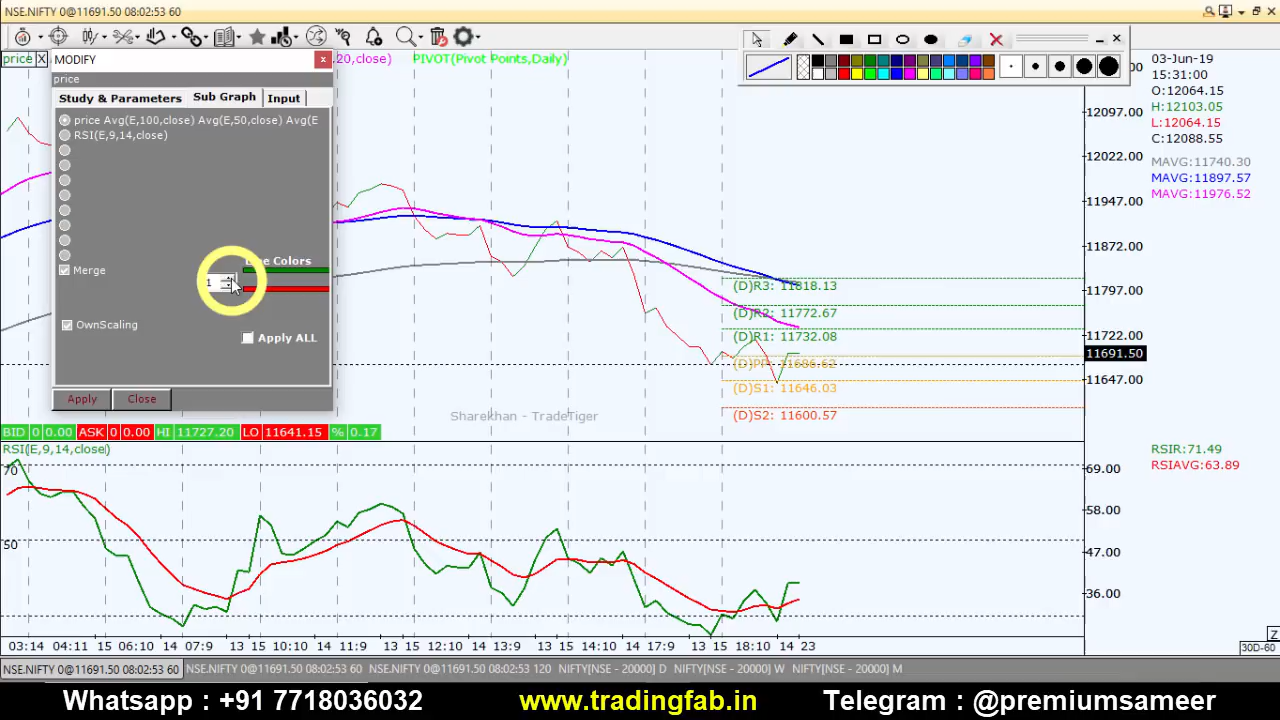 NSE.NIFTY 0@11691.50 08:02:53 60
price X
MODIFY
20,close)
PIVOT(Pivot Points,Daily)
price
Study & Parameters
Sub Graph
Input
price Avg(E,100,close) Avg(E,50,close) Avg(E
RSI(E,9,14,close)
Merge
1
Line Colors
OwnScaling
Apply ALL
Apply
Close
12097.00
12022.00
11947.00
11872.00
11797.00
11722.00
11691.50
11647.00
03-Jun-19
15:31:00
O:12064.15
H:12103.05
L:12064.15
C:12088.55
MAVG:11740.30
MAVG:11897.57
MAVG:11976.52
(D)R3: 11818.13
(D)R2: 11772.67
(D)R1: 11732.08
(D)PP: 11686.62
(D)S1: 11646.03
(D)S2: 11600.57
Sharekhan - TradeTiger
BID 0 0.00 ASK 0 0.00 HI 11727.20 LO 11641.15 % 0.17
RSI(E,9,14,close)
70
50
69.00
58.00
47.00
36.00
RSIR:71.49
RSIAVG:63.89
03:14 14 15 06:10 14 07:9 13 15 10:10 14 11:9 13 15 12:10 14 13:9 13 15 14:10 14 17:9 14 15 18:10 14 23
Z
30D-60
NSE.NIFTY 0@11691.50 08:02:53 60 NSE.NIFTY 0@11691.50 08:02:53 60 NSE.NIFTY 0@11691.50 08:02:53 120 NIFTY[NSE - 20000] D NIFTY[NSE - 20000] W NIFTY[NSE - 20000] M
Whatsapp : +91 7718036032 www.tradingfab.in Telegram : @premiumsameer